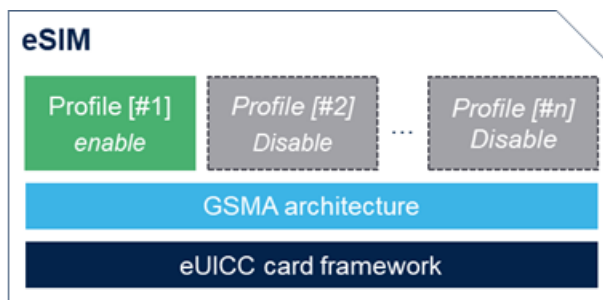 eSIM
Profile [#1]
enable
Profile [#2]
Disable
...
Profile [#n]
Disable
GSMA architecture
eUICC card framework